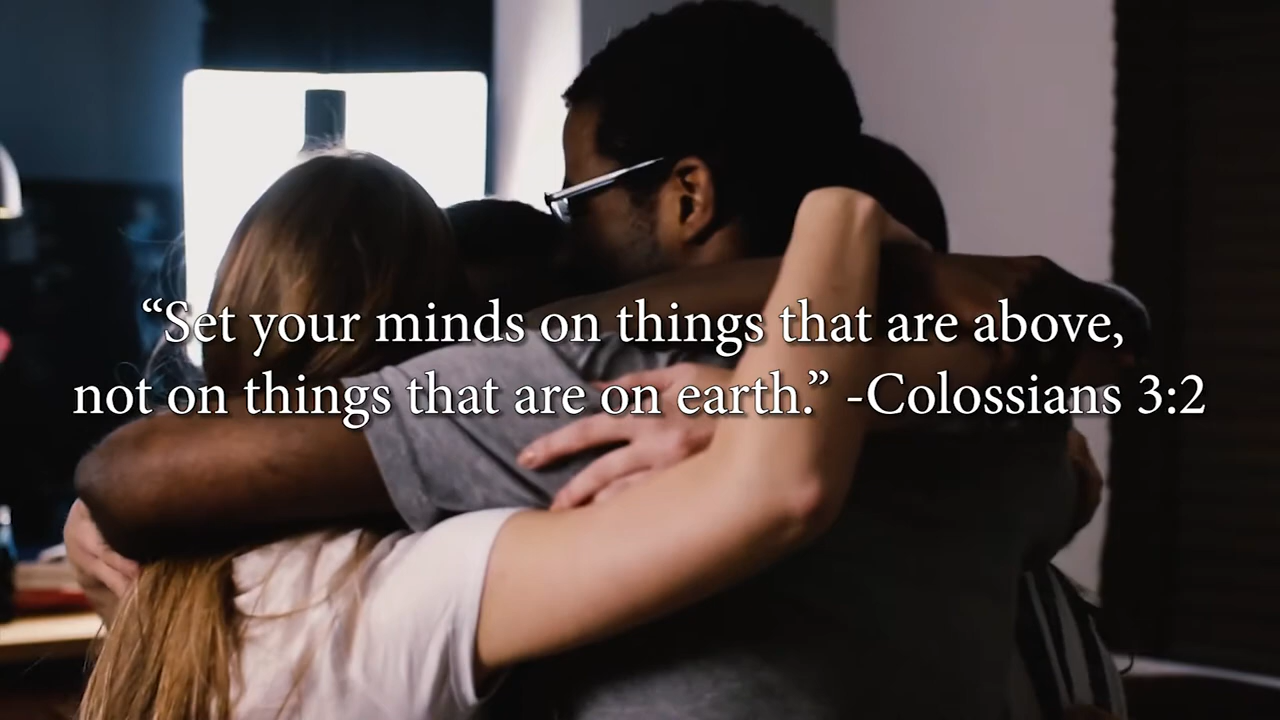 “Set your minds on things that are above,
not on things that are on earth.” -Colossians 3:2